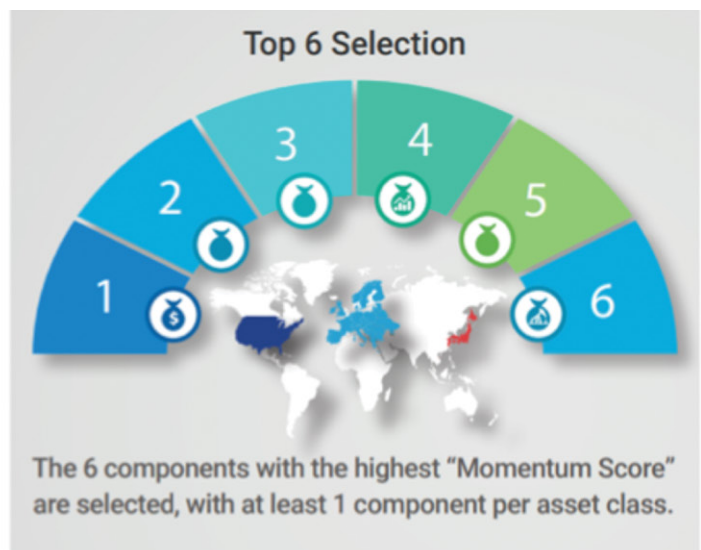 Top 6 Selection
1
2
3
4
5
6
$
The 6 components with the highest “Momentum Score”
are selected, with at least 1 component per asset class.